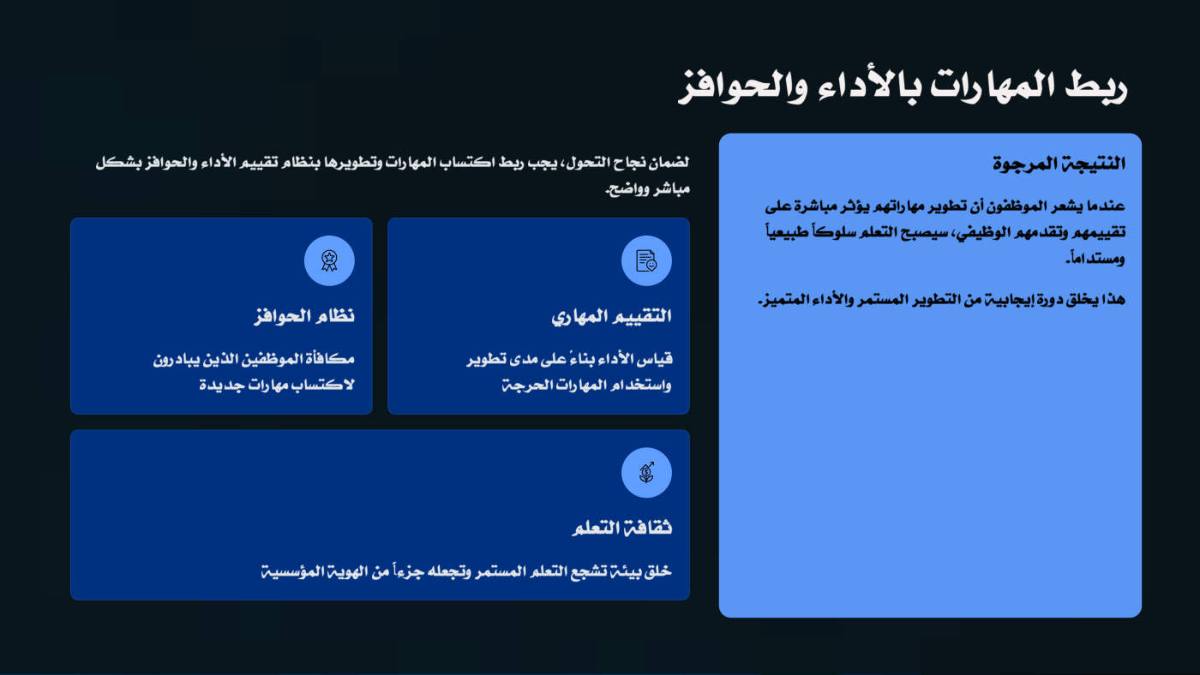 ربط المهارات بالأداء والحوافز
النتيجة المرجوة
عندما يشعر الموظفون أن تطوير مهاراتهم يؤثر مباشرة على
تقييمهم وتقدمهم الوظيفي، سيصبح التعلم سلوكاً طبيعياً
ومستداماً.
هذا يخلق دورة إيجابية من التطوير المستمر والأداء المتميز.
لضمان نجاح التحول، يجب ربط اكتساب المهارات وتطويرها بنظام تقييم الأداء والحوافز بشكل
مباشر وواضح.
التقييم المهاري
قياس الأداء بناءً على مدى تطوير
واستخدام المهارات الحرجة
نظام الحوافز
مكافأة الموظفين الذين يبادرون
لاكتساب مهارات جديدة
ثقافة التعلم
خلق بيئة تشجع التعلم المستمر وتجعله جزءاً من الهوية المؤسسية